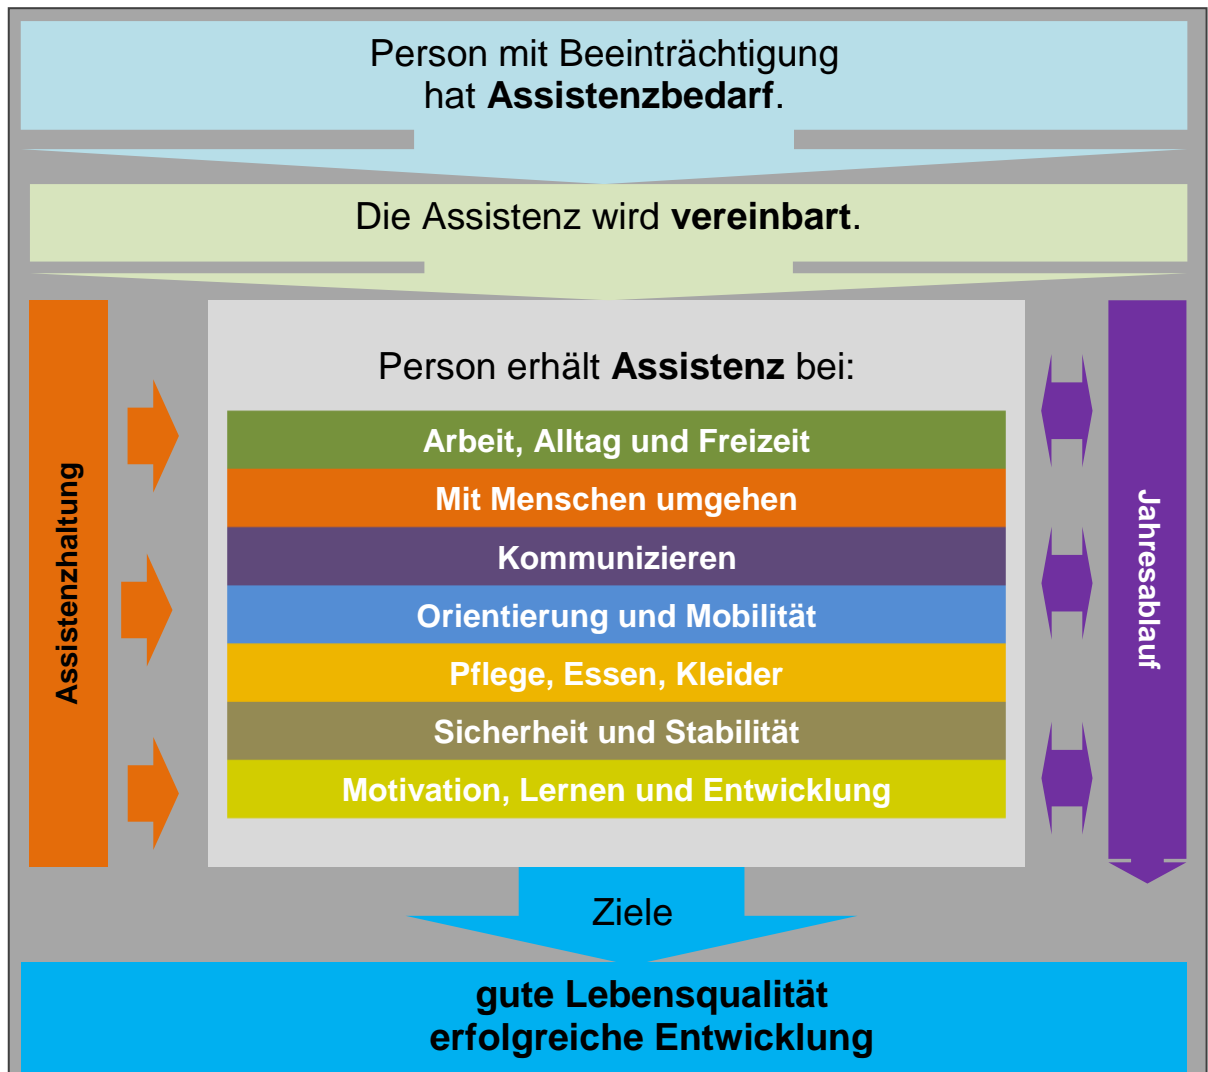 Person mit Beeinträchtigung
hat Assistenzbedarf.
Die Assistenz wird vereinbart.
Assistenzhaltung
Person erhält Assistenz bei:
Arbeit, Alltag und Freizeit
Mit Menschen umgehen
Kommunizieren
Orientierung und Mobilität
Pflege, Essen, Kleider
Sicherheit und Stabilität
Motivation, Lernen und Entwicklung
Jahresablauf
Ziele
gute Lebensqualität
erfolgreiche Entwicklung